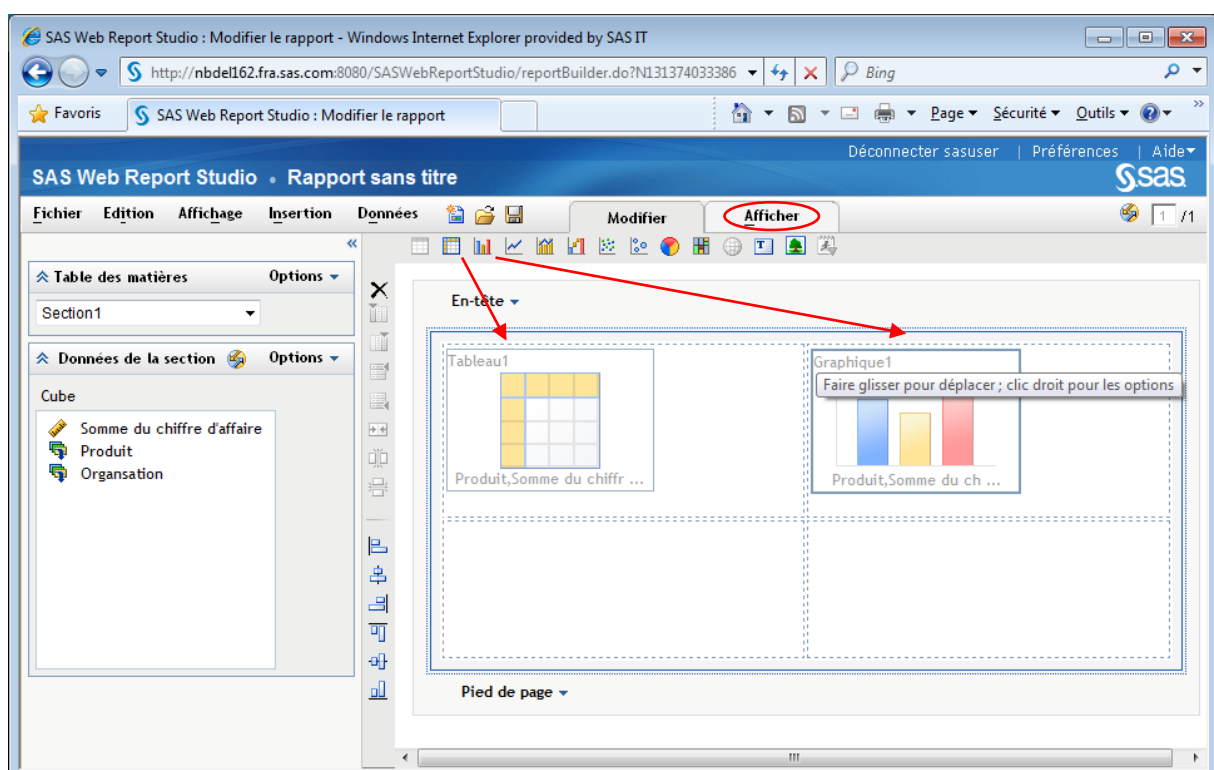 SAS Web Report Studio : Modifier le rapport - Windows Internet Explorer provided by SAS IT
http://nbdel162.fra.sas.com:8080/SASWebReportStudio/reportBuilder.do?N131374033386
Bing
Favoris
SAS Web Report Studio : Modifier le rapport
Page
Sécurité
Outils
Déconnecter sasuser | Préférences | Aide
SAS Web Report Studio • Rapport sans titre
sas
Fichier Edition Affichage Insertion Données
Modifier
Afficher
1 /1
Table des matières Options
Section1
Données de la section Options
Cube
Somme du chiffre d'affaire
Produit
Organsation
En-tête
Tableau1
Produit,Somme du chiffr ...
Graphique1
Faire glisser pour déplacer ; clic droit pour les options
Produit,Somme du ch ...
Pied de page